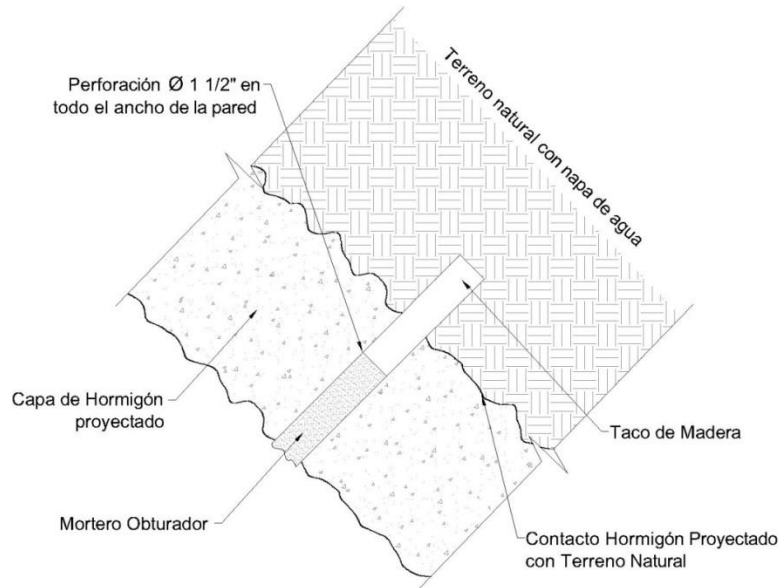 Perforación Ø 1 1/2" en
todo el ancho de la pared
Terreno natural con napa de agua
Capa de Hormigón
proyectado
Taco de Madera
Mortero Obturador
Contacto Hormigón Proyectado
con Terreno Natural